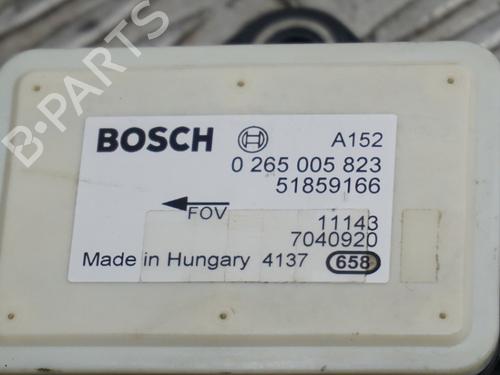 B-PARTS
BOSCH A152
0 265 005 823
51859166
FOV
11143
7040920
Made in Hungary 4137 658